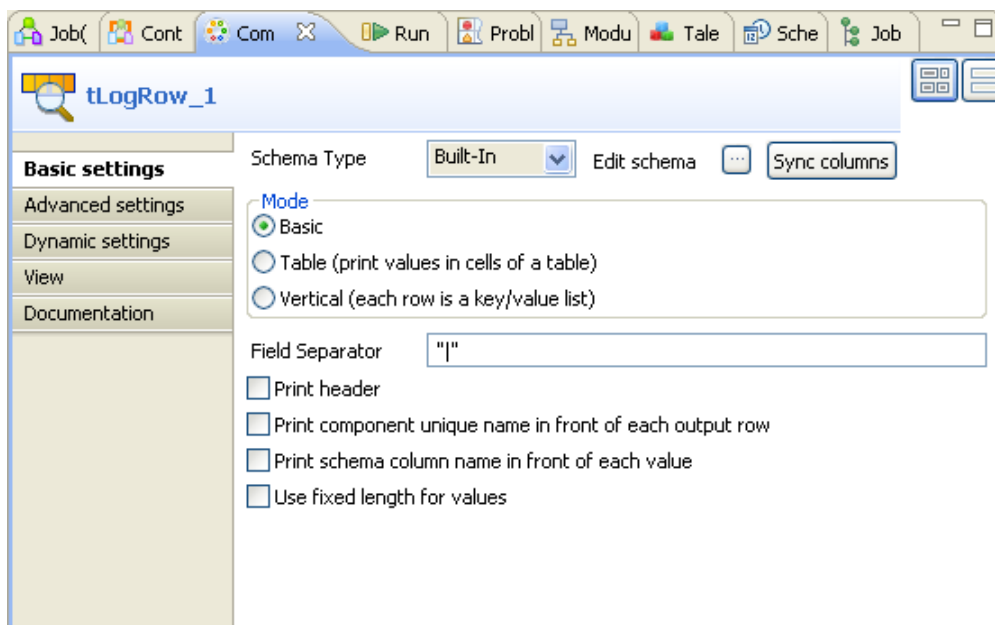 Job( Cont Com Run Probl Modu Tale Sche Job
tLogRow_1
Basic settings
Advanced settings
Dynamic settings
View
Documentation
Schema Type Built-In Edit schema ... Sync columns
Mode
Basic
Table (print values in cells of a table)
Vertical (each row is a key/value list)
Field Separator "|"
Print header
Print component unique name in front of each output row
Print schema column name in front of each value
Use fixed length for values